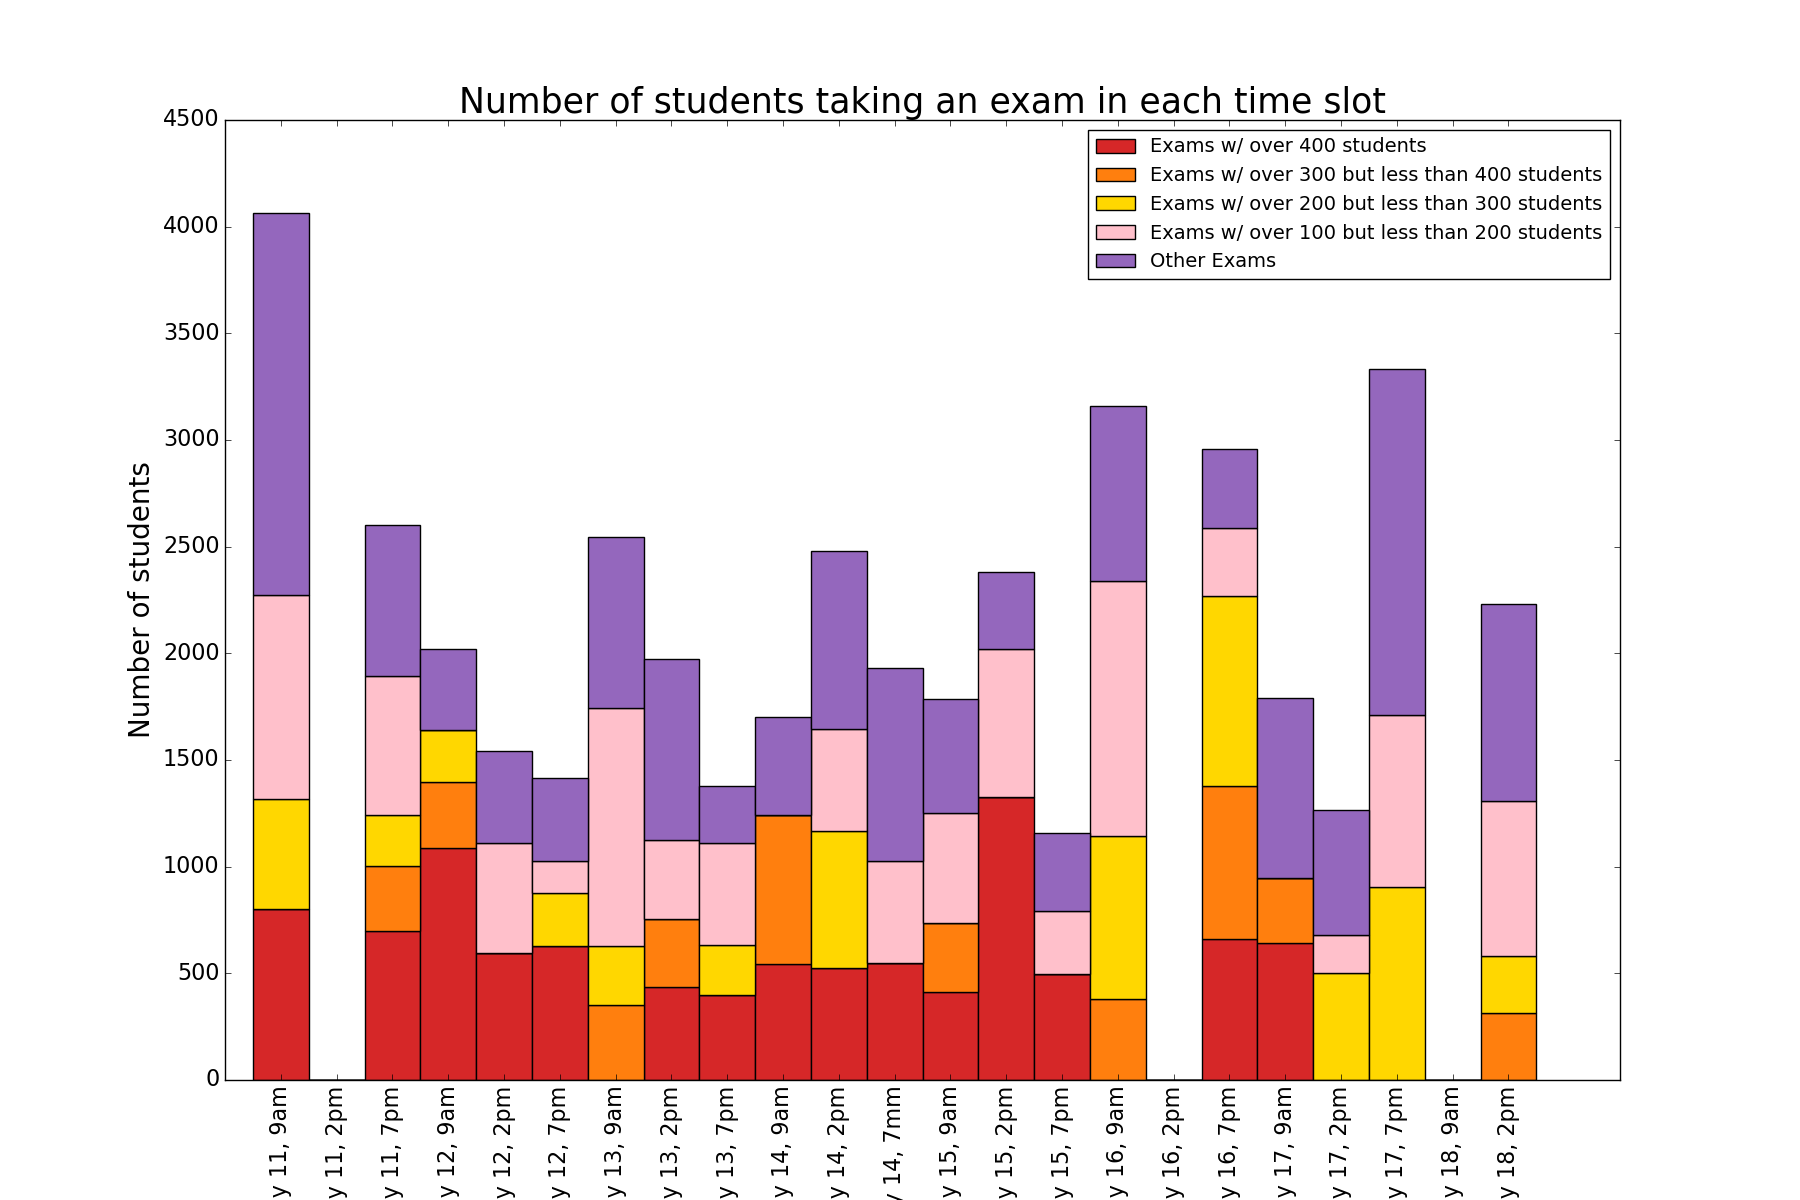 Number of students taking an exam in each time slot
Exams w/ over 400 students
Exams w/ over 300 but less than 400 students
Exams w/ over 200 but less than 300 students
Exams w/ over 100 but less than 200 students
Other Exams
4500
4000
3500
3000
2500
2000
1500
1000
500
0
Number of students
y 11, 9am
y 11, 2pm
y 11, 7pm
y 12, 9am
y 12, 2pm
y 12, 7pm
y 13, 9am
y 13, 2pm
y 13, 7pm
y 14, 9am
y 14, 2pm
y 14, 7mm
y 15, 9am
y 15, 2pm
y 15, 7pm
y 16, 9am
y 16, 2pm
y 16, 7pm
y 17, 9am
y 17, 2pm
y 17, 7pm
y 18, 9am
y 18, 2pm